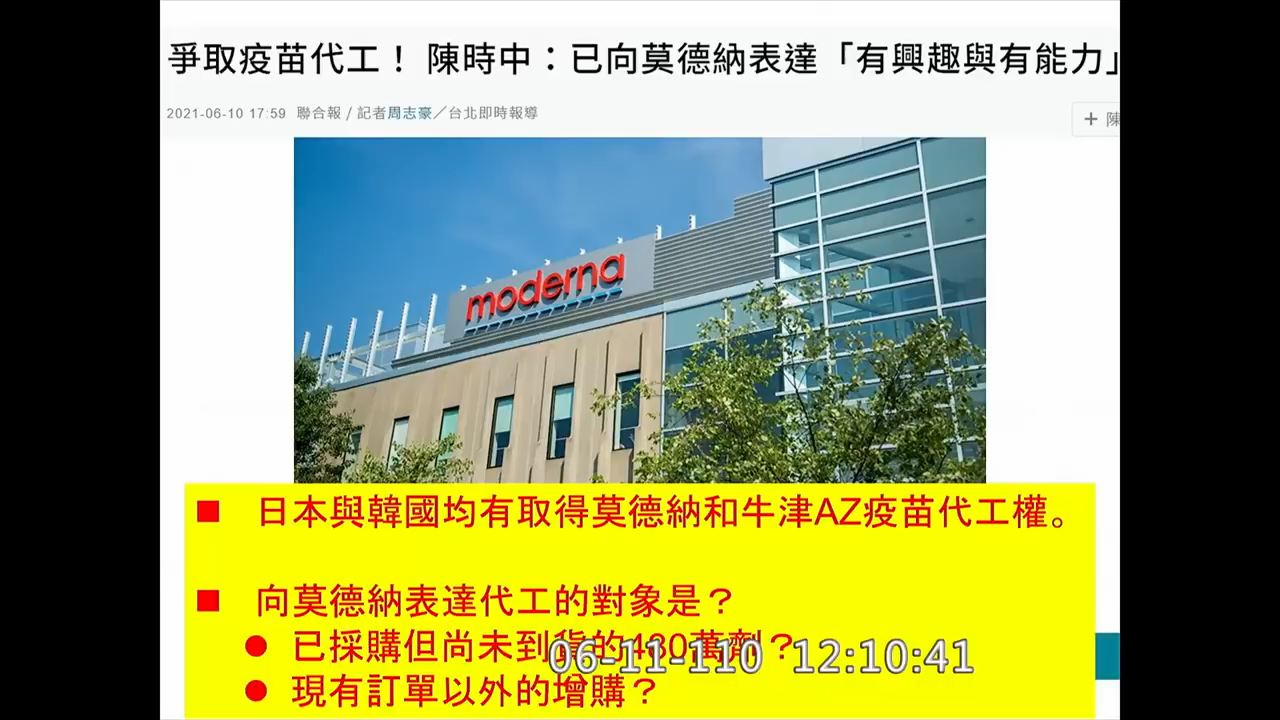 爭取疫苗代工！ 陳時中：已向莫德納表達「有興趣與有能力」
2021-06-10 17:59 聯合報 / 記者周志豪／台北即時報導
+ 陳
moderna
■ 日本與韓國均有取得莫德納和牛津AZ疫苗代工權。
■ 向莫德納表達代工的對象是？
● 已採購但尚未到貨的480萬劑？
● 現有訂單以外的增購？
06-11-110 12:10:41